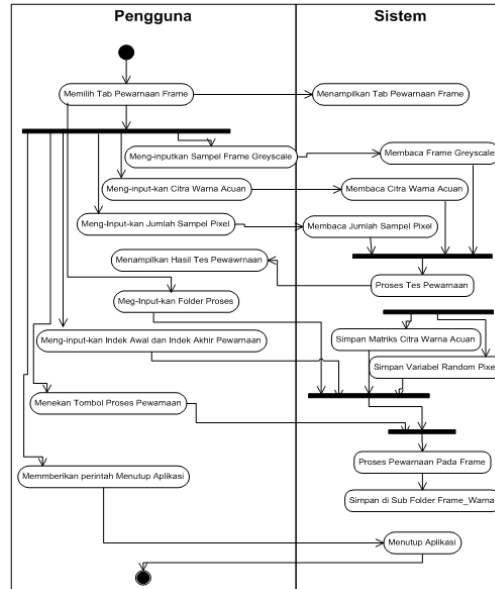 Pengguna
Sistem
Memilih Tab Pewarnaan Frame
Menampilkan Tab Pewarnaan Frame
Meng-inputkan Sampel Frame Greyscale
Membaca Frame Greyscale
Meng-input-kan Citra Warna Acuan
Membaca Citra Warna Acuan
Meng-Input-kan Jumlah Sampel Pixel
Membaca Jumlah Sampel Pixel
Menampilkan Hasil Tes Pewawrnaan
Proses Tes Pewarnaan
Meg-Input-kan Folder Proses
Simpan Matriks Citra Warna Acuan
Meng-input-kan Indek Awal dan Indek Akhir Pewarnaan
Simpan Variabel Random Pixel
Menekan Tombol Proses Pewarnaan
Proses Pewarnaan Pada Frame
Memmberikan perintah Menutup Aplikasi
Simpan di Sub Folder Frame_Warna
Menutup Aplikasi